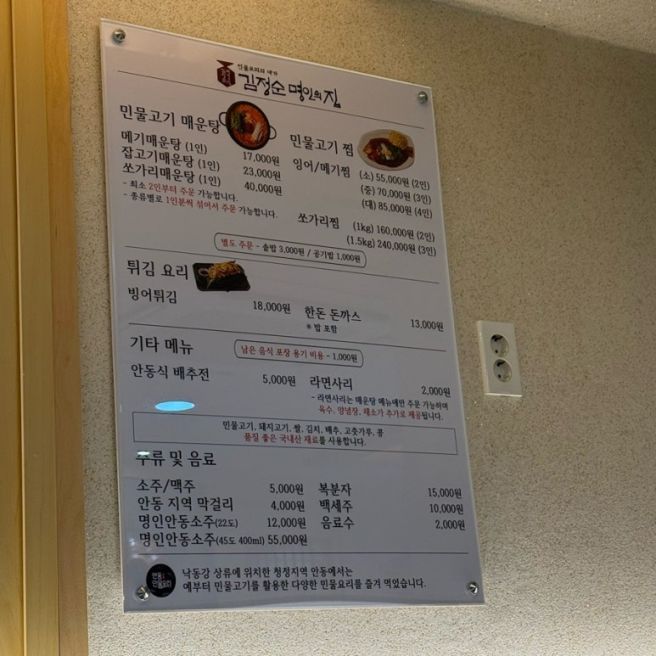 민물요리의 대가
김정순 명인의 집
민물고기 매운탕
메기매운탕 (1인) 17,000원
잡고기매운탕 (1인) 23,000원
쏘가리매운탕 (1인) 40,000원
- 최소 2인부터 주문 가능합니다.
- 종류별로 1인분씩 섞어서 주문 가능합니다.
민물고기 찜
잉어/메기찜 (소) 55,000원 (2인)
(중) 70,000원 (3인)
(대) 85,000원 (4인)
쏘가리찜 (1kg) 160,000원 (2인)
(1.5kg) 240,000원 (3인)
별도 주문 - 솥밥 3,000원 / 공기밥 1,000원
튀김 요리
빙어튀김 18,000원
한돈 돈까스 13,000원
※ 밥 포함
기타 메뉴
남은 음식 포장 용기 비용 - 1,000원
안동식 배추전 5,000원
라면사리 2,000원
- 라면사리는 매운탕 메뉴에만 주문 가능하며
육수, 양념장, 채소가 추가로 제공됩니다.
민물고기, 돼지고기, 쌀, 김치, 배추, 고춧가루, 콩
품질 좋은 국내산 재료를 사용합니다.
주류 및 음료
소주/맥주 5,000원
안동 지역 막걸리 4,000원
명인안동소주(22도) 12,000원
명인안동소주(45도 400ml) 55,000원
복분자 15,000원
백세주 10,000원
음료수 2,000원
낙동강 상류에 위치한 청정지역 안동에서는
예부터 민물고기를 활용한 다양한 민물요리를 즐겨 먹었습니다.